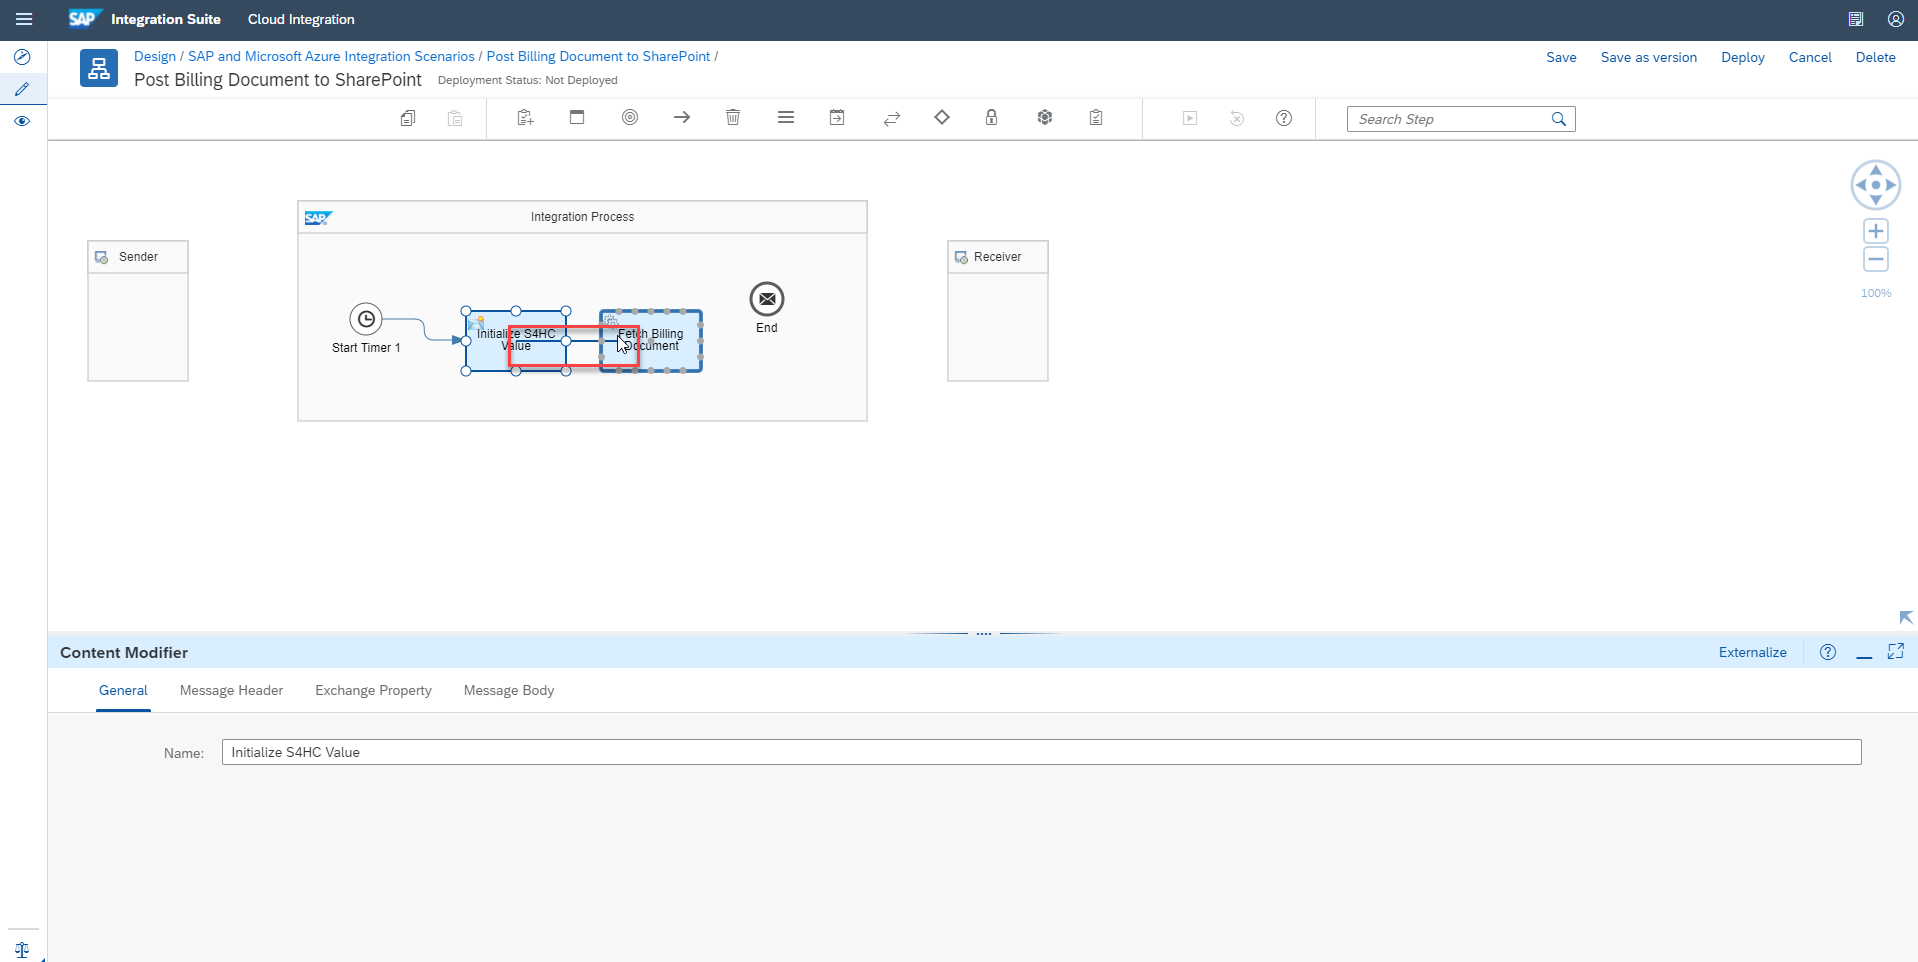 SAP Integration Suite Cloud Integration
Design / SAP and Microsoft Azure Integration Scenarios / Post Billing Document to SharePoint /
Post Billing Document to SharePoint Deployment Status: Not Deployed
Save Save as version Deploy Cancel Delete
Search Step
SAP Integration Process
Sender
Receiver
Start Timer 1
Initialize S4HC
Value
Fetch Billing
Document
End
100%
Content Modifier
Externalize
General Message Header Exchange Property Message Body
Name: Initialize S4HC Value